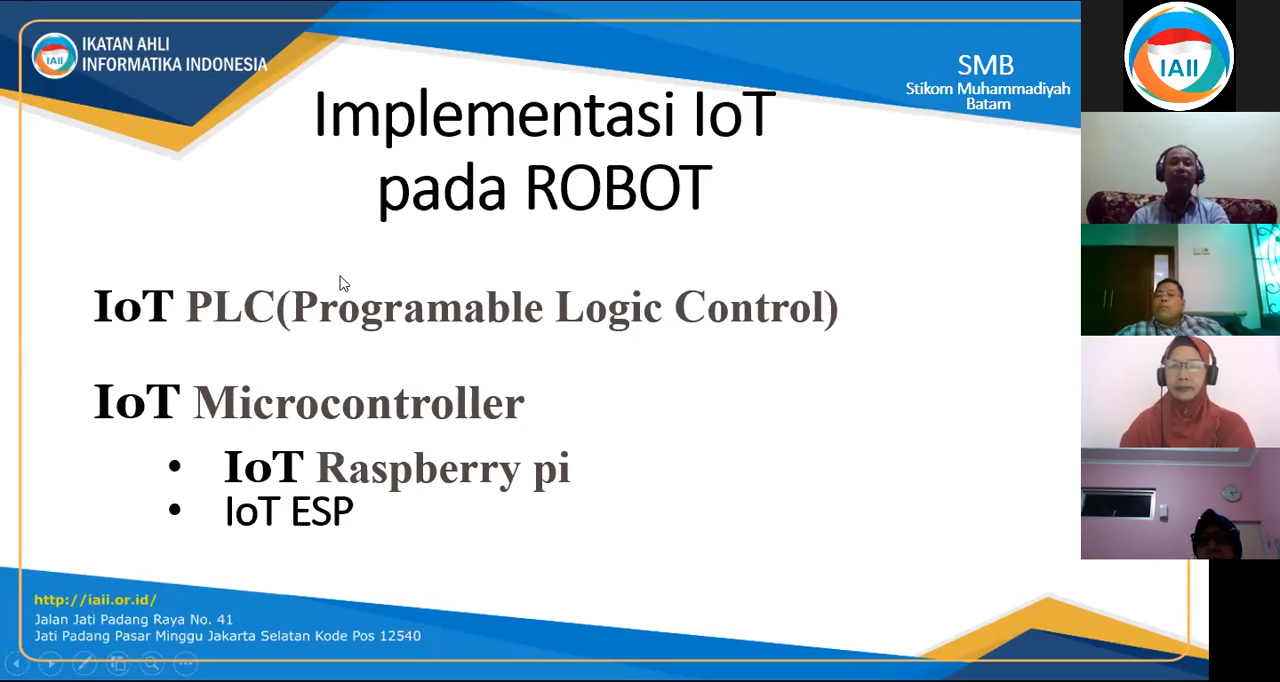 IAII
IKATAN AHLI
INFORMATIKA INDONESIA
SMB
Stikom Muhammadiyah
Batam
IAII
Implementasi IoT
pada ROBOT
IoT PLC(Programable Logic Control)
IoT Microcontroller
• IoT Raspberry pi
• IoT ESP
http://iaii.or.id/
Jalan Jati Padang Raya No. 41
Jati Padang Pasar Minggu Jakarta Selatan Kode Pos 12540